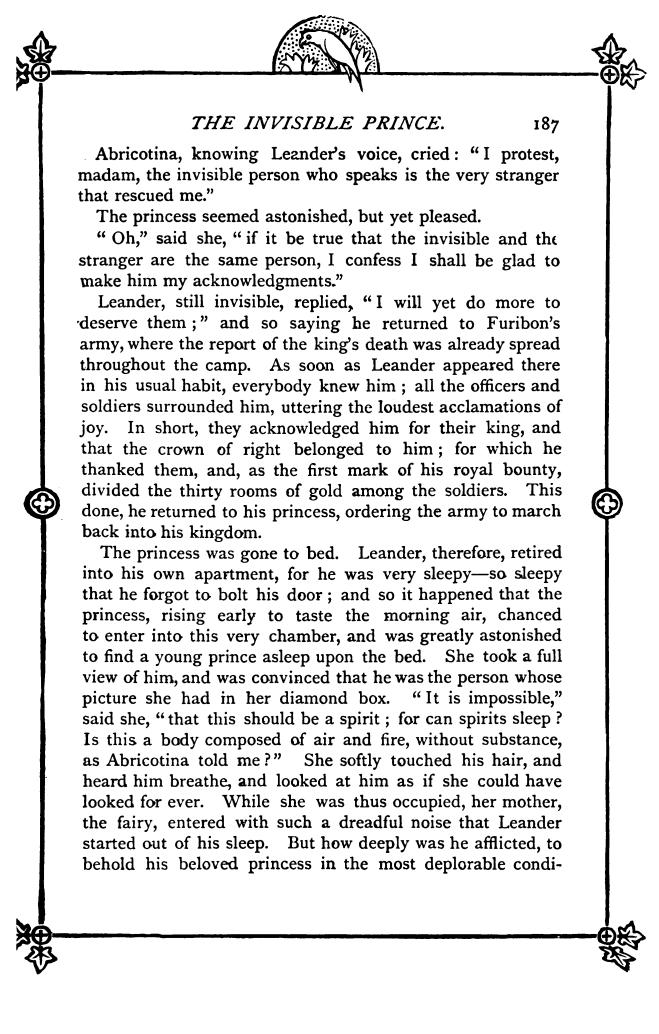 THE INVISIBLE PRINCE. 187
Abricotina, knowing Leander's voice, cried: "I protest,
madam, the invisible person who speaks is the very stranger
that rescued me."
The princess seemed astonished, but yet pleased.
"Oh," said she, "if it be true that the invisible and the
stranger are the same person, I confess I shall be glad to
make him my acknowledgments."
Leander, still invisible, replied, "I will yet do more to
deserve them;" and so saying he returned to Furibon's
army, where the report of the king's death was already spread
throughout the camp. As soon as Leander appeared there
in his usual habit, everybody knew him; all the officers and
soldiers surrounded him, uttering the loudest acclamations of
joy. In short, they acknowledged him for their king, and
that the crown of right belonged to him; for which he
thanked them, and, as the first mark of his royal bounty,
divided the thirty rooms of gold among the soldiers. This
done, he returned to his princess, ordering the army to march
back into his kingdom.
The princess was gone to bed. Leander, therefore, retired
into his own apartment, for he was very sleepy—so sleepy
that he forgot to bolt his door; and so it happened that the
princess, rising early to taste the morning air, chanced
to enter into this very chamber, and was greatly astonished
to find a young prince asleep upon the bed. She took a full
view of him, and was convinced that he was the person whose
picture she had in her diamond box. "It is impossible,"
said she, "that this should be a spirit; for can spirits sleep?
Is this a body composed of air and fire, without substance,
as Abricotina told me?" She softly touched his hair, and
heard him breathe, and looked at him as if she could have
looked for ever. While she was thus occupied, her mother,
the fairy, entered with such a dreadful noise that Leander
started out of his sleep. But how deeply was he afflicted, to
behold his beloved princess in the most deplorable condi-